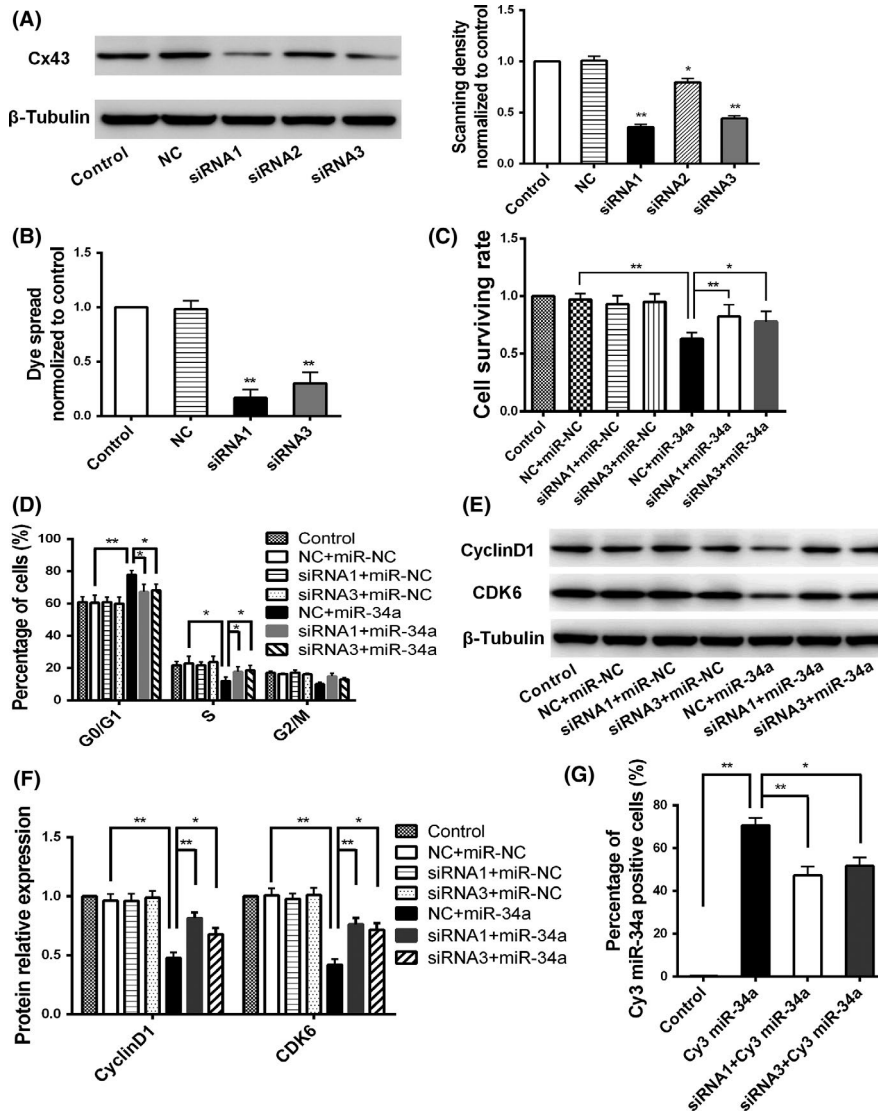 (A)
Cx43
β-Tubulin
Control
NC
siRNA1
siRNA2
siRNA3
Scanning density
normalized to control
1.5
1.0
0.5
0.0
**
*
**
Control
NC
siRNA1
siRNA2
siRNA3
(B)
Dye spread
normolized to control
1.5
1.0
0.5
0.0
**
**
Control
NC
siRNA1
siRNA3
(C)
Cell surviving rate
1.5
1.0
0.5
0.0
**
*
**
Control
NC+miR-NC
siRNA1+miR-NC
siRNA3+miR-NC
NC+miR-34a
siRNA1+miR-34a
siRNA3+miR-34a
(D)
Percentage of cells (%)
100
80
60
40
20
0
**
*
*
*
*
*
G0/G1
S
G2/M
Control
NC+miR-NC
siRNA1+miR-NC
siRNA3+miR-NC
NC+miR-34a
siRNA1+miR-34a
siRNA3+miR-34a
(E)
CyclinD1
CDK6
β-Tubulin
Control
NC+miR-NC
siRNA1+miR-NC
siRNA3+miR-NC
NC+miR-34a
siRNA1+miR-34a
siRNA3+miR-34a
(F)
Protein relative expression
1.5
1.0
0.5
0.0
**
*
**
**
*
**
CyclinD1
CDK6
Control
NC+miR-NC
siRNA1+miR-NC
siRNA3+miR-NC
NC+miR-34a
siRNA1+miR-34a
siRNA3+miR-34a
(G)
Percentage of
Cy3 miR-34a positive cells (%)
80
60
40
20
0
**
*
**
Control
Cy3 miR-34a
siRNA1+Cy3 miR-34a
siRNA3+Cy3 miR-34a